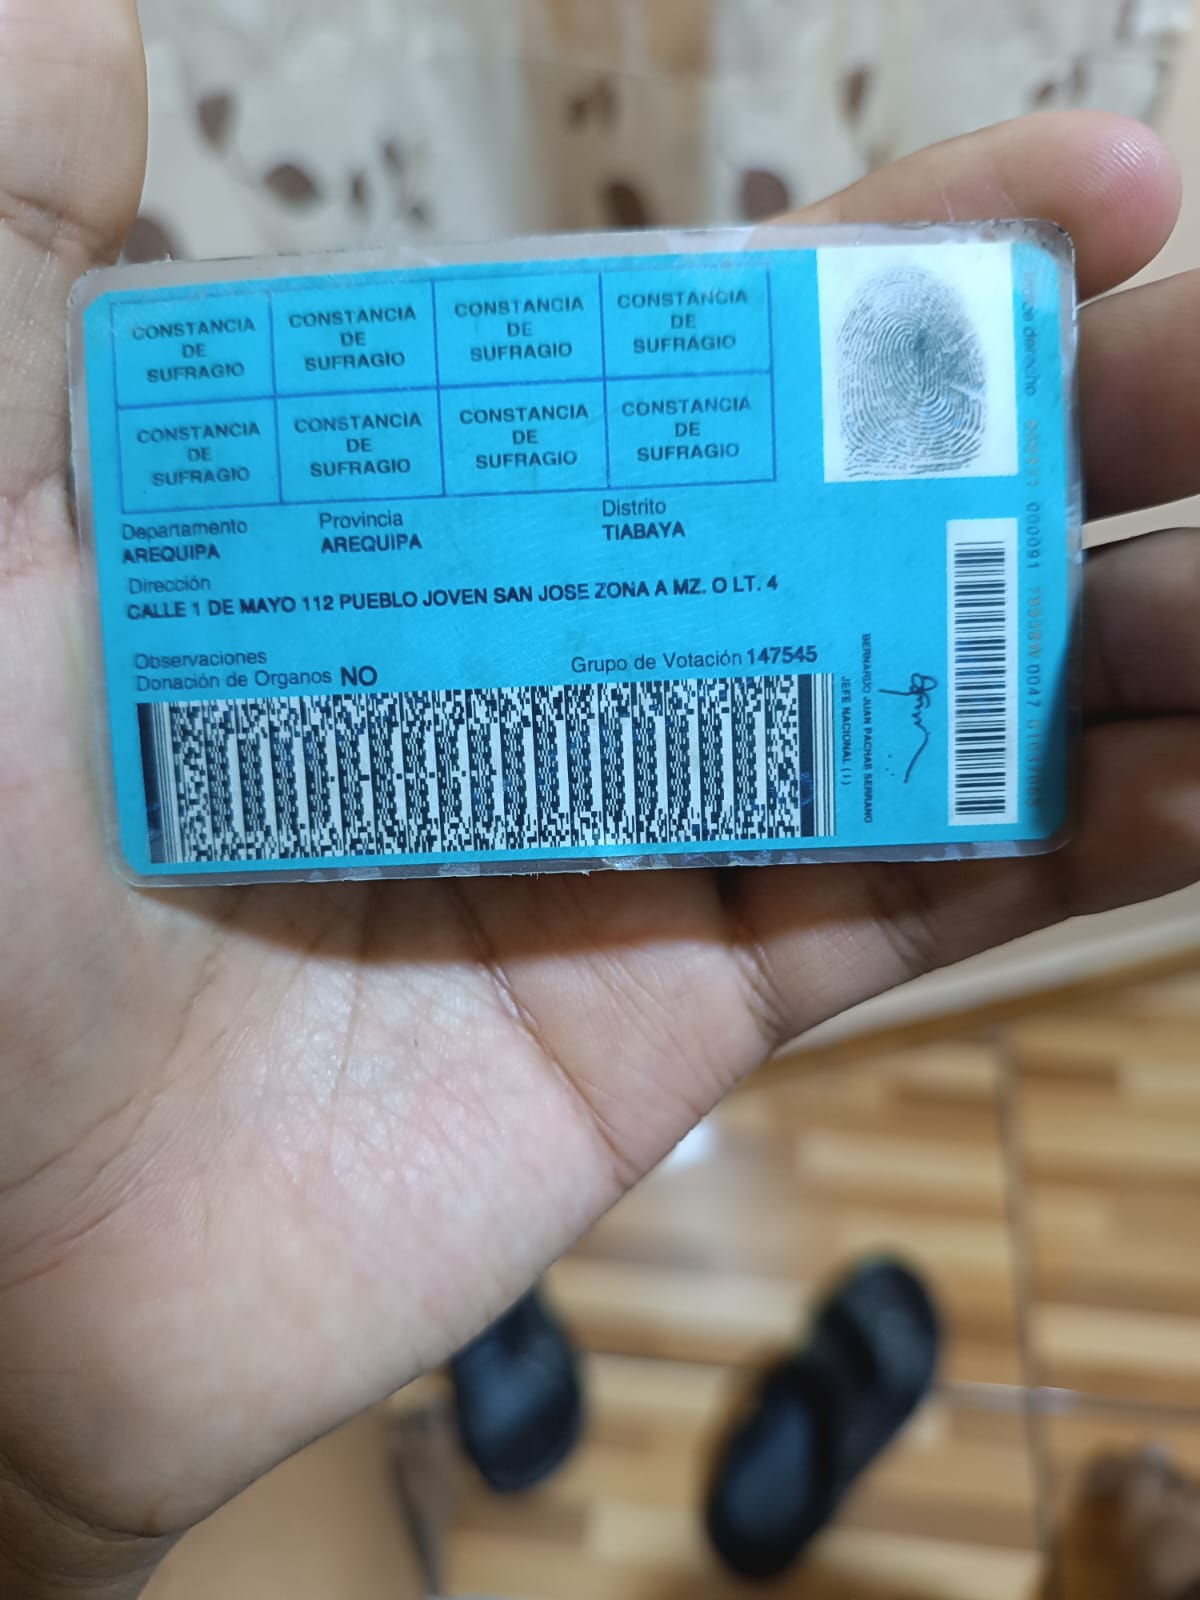 CONSTANCIA DE SUFRAGIO
CONSTANCIA DE SUFRAGIO
CONSTANCIA DE SUFRAGIO
CONSTANCIA DE SUFRAGIO
CONSTANCIA DE SUFRAGIO
CONSTANCIA DE SUFRAGIO
CONSTANCIA DE SUFRAGIO
CONSTANCIA DE SUFRAGIO
Departamento Provincia Distrito
AREQUIPA AREQUIPA TIABAYA
Dirección
CALLE 1 DE MAYO 112 PUEBLO JOVEN SAN JOSE ZONA A MZ. O LT. 4
Observaciones
Donación de Organos NO Grupo de Votación 147545
BERNARDO JUAN PACHAS SERRANO
JEFE NACIONAL ( i )
derecho 000091 0047